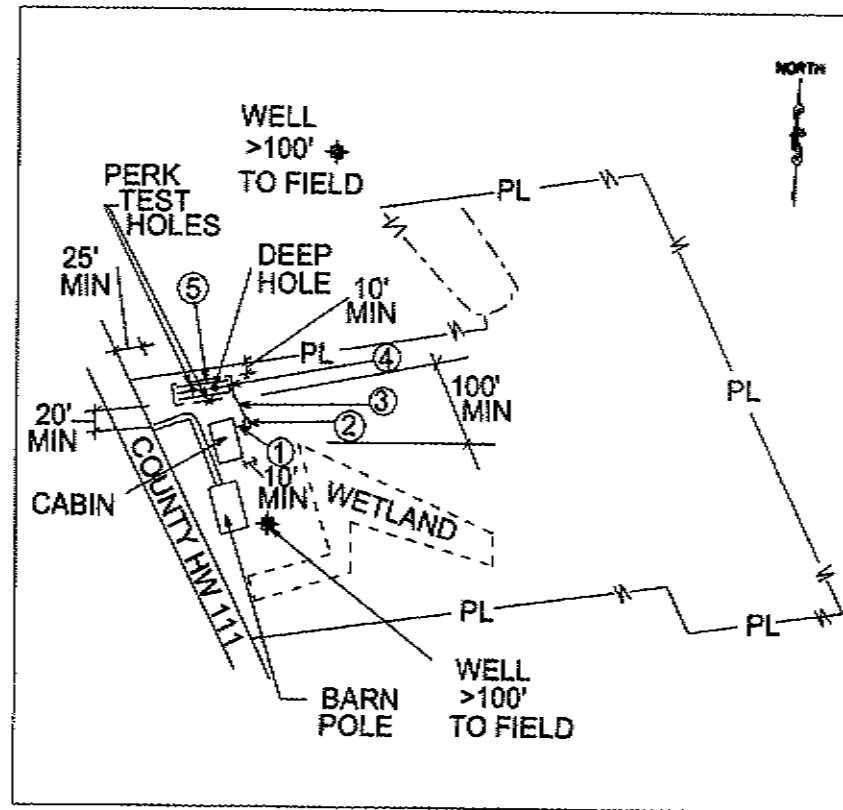 NORTH
WELL
>100'
TO FIELD
PERK
TEST
HOLES
DEEP
HOLE
25'
MIN
5
10'
MIN
PL
PL
4
100'
MIN
3
PL
20'
MIN
2
1
10'
MIN
CABIN
WETLAND
COUNTY HW 111
PL
PL
WELL
>100'
TO FIELD
BARN
POLE